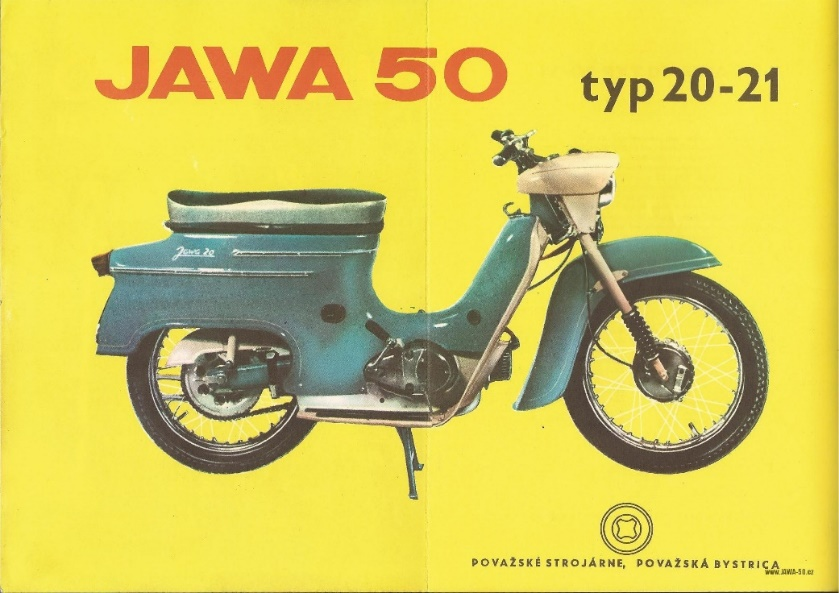 JAWA 50
typ 20-21
Jawa 20
POVAŽSKÉ STROJÁRNE, POVAŽSKÁ BYSTRICA
www.JAWA-50.cz